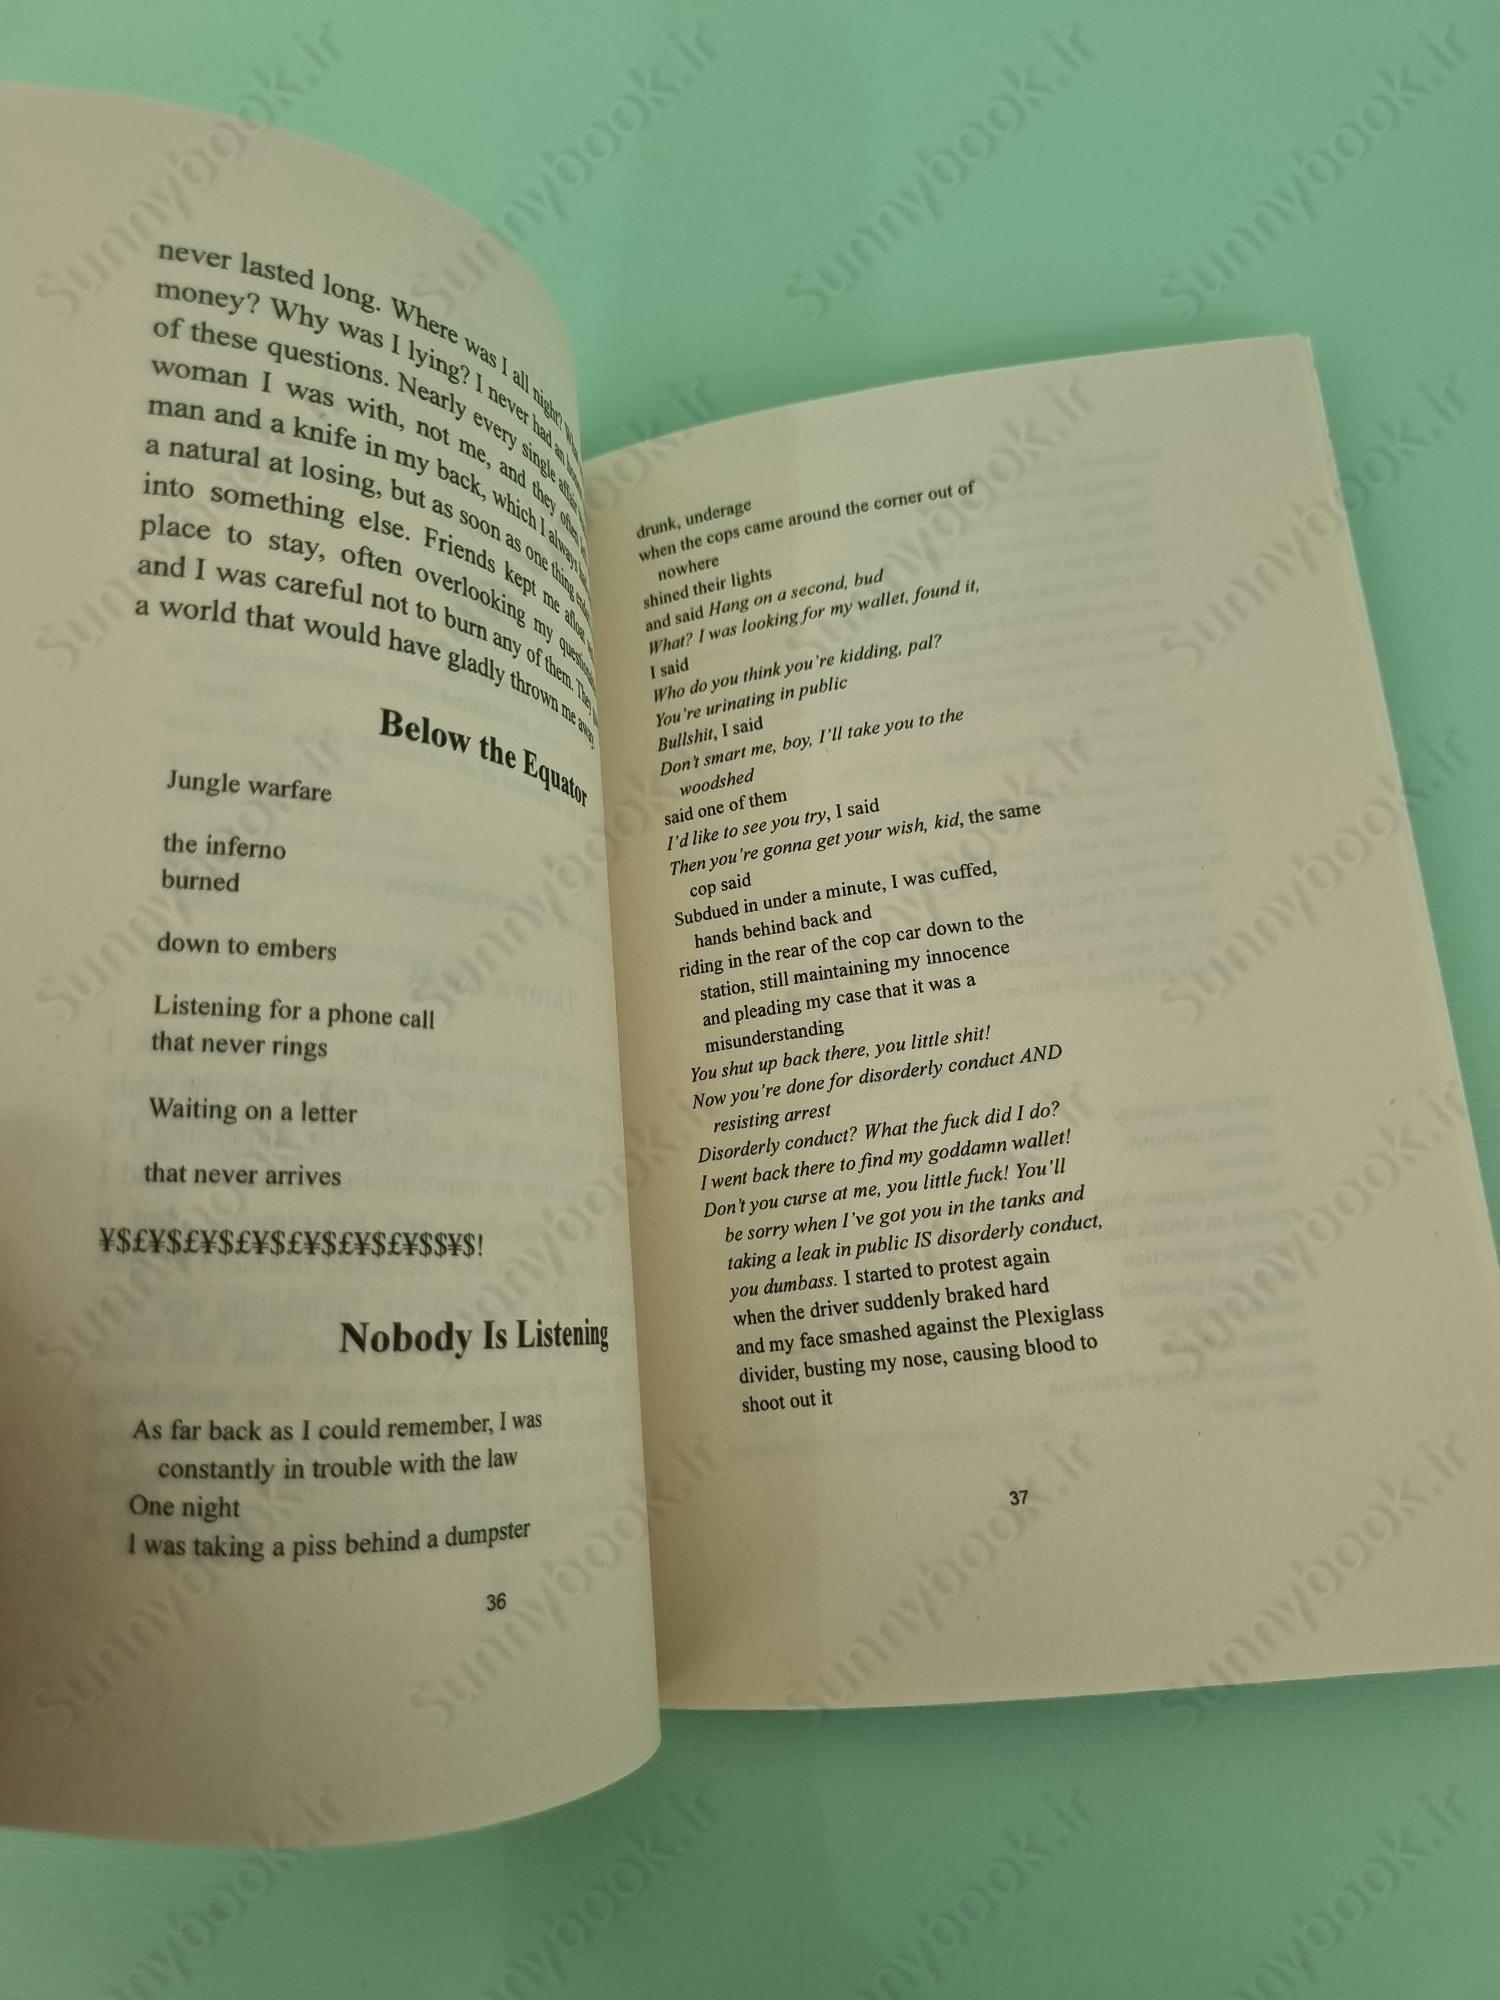 never lasted long. Where was I all night?
money? Why was I lying? I never had an
of these questions. Nearly every single affair
woman I was with, not me, and they often
man and a knife in my back, which I always had
a natural at losing, but as soon as one thing ended
into something else. Friends kept me afloat
place to stay, often overlooking my
and I was careful not to burn any of them. They
a world that would have gladly thrown me away.
Below the Equator
Jungle warfare
the inferno
burned
down to embers
Listening for a phone call
that never rings
Waiting on a letter
that never arrives
¥$£¥$£¥$£¥$£¥$£¥$£¥$$¥$!
Nobody Is Listening
As far back as I could remember, I was
constantly in trouble with the law
One night
I was taking a piss behind a dumpster
36
drunk, underage
when the cops came around the corner out of
nowhere
shined their lights
and said Hang on a second, bud
What? I was looking for my wallet, found it,
I said
Who do you think you're kidding, pal?
You're urinating in public
Bullshit, I said
Don't smart me, boy, I'll take you to the
woodshed
said one of them
I'd like to see you try, I said
Then you're gonna get your wish, kid, the same
cop said
Subdued in under a minute, I was cuffed,
hands behind back and
riding in the rear of the cop car down to the
station, still maintaining my innocence
and pleading my case that it was a
misunderstanding
You shut up back there, you little shit!
Now you're done for disorderly conduct AND
resisting arrest
Disorderly conduct? What the fuck did I do?
I went back there to find my goddamn wallet!
Don't you curse at me, you little fuck! You'll
be sorry when I've got you in the tanks and
taking a leak in public IS disorderly conduct,
you dumbass. I started to protest again
when the driver suddenly braked hard
and my face smashed against the Plexiglass
divider, busting my nose, causing blood to
shoot out it
37
sunnybook.ir